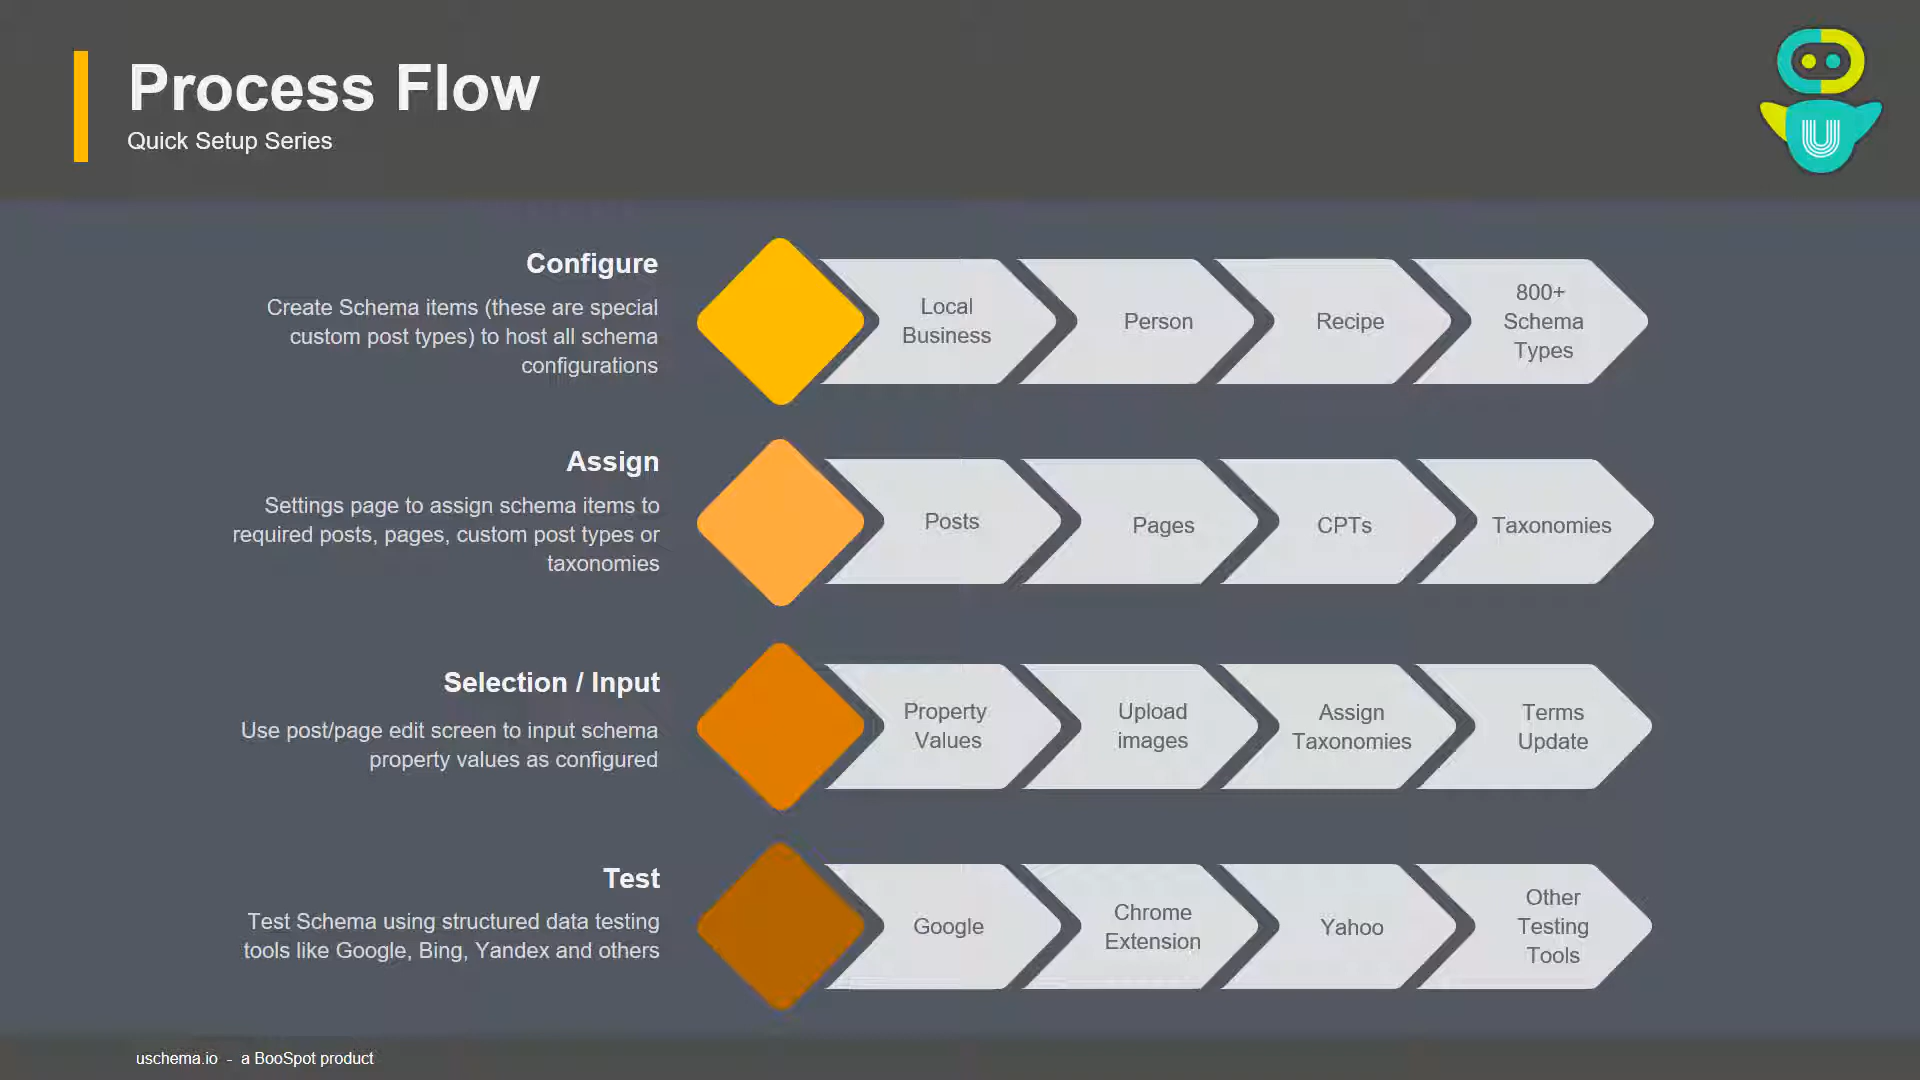 Process Flow
Quick Setup Series
U
Configure
Create Schema items (these are special
custom post types) to host all schema
configurations
Local
Business
Person
Recipe
800+
Schema
Types
Assign
Settings page to assign schema items to
required posts, pages, custom post types or
taxonomies
Posts
Pages
CPTs
Taxonomies
Selection / Input
Use post/page edit screen to input schema
property values as configured
Property
Values
Upload
images
Assign
Taxonomies
Terms
Update
Test
Test Schema using structured data testing
tools like Google, Bing, Yandex and others
Google
Chrome
Extension
Yahoo
Other
Testing
Tools
uschema.io - a BooSpot product